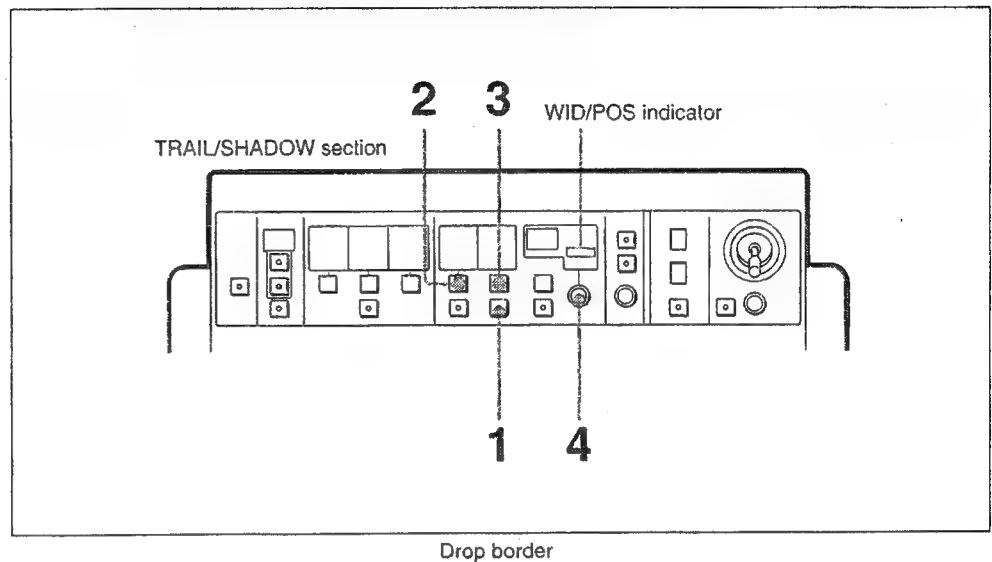 2 3
WID/POS indicator
TRAIL/SHADOW section
1 4
Drop border